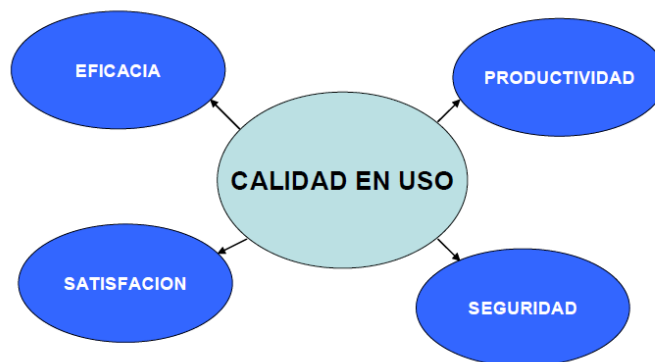 EFICACIA
PRODUCTIVIDAD
CALIDAD EN USO
SATISFACION
SEGURIDAD